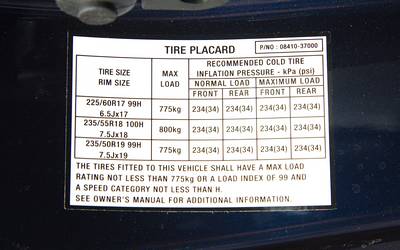 TIRE PLACARD P/NO : 08410-37000
TIRE SIZE
RIM SIZE
MAX
LOAD
RECOMMENDED COLD TIRE
INFLATION PRESSURE - kPa (psi)
NORMAL LOAD MAXIMUM LOAD
FRONT REAR FRONT REAR
225/60R17 99H
6.5Jx17
775kg 234(34) 234(34) 234(34) 234(34)
235/55R18 100H
7.5Jx18
800kg 234(34) 234(34) 234(34) 234(34)
235/50R19 99H
7.5Jx19
775kg 234(34) 234(34) 234(34) 234(34)
THE TIRES FITTED TO THIS VEHICLE SHALL HAVE A MAX LOAD
RATING NOT LESS THAN 775kg OR A LOAD INDEX OF 99 AND
A SPEED CATEGORY NOT LESS THAN H.
SEE OWNER'S MANUAL FOR ADDITIONAL INFORMATION.